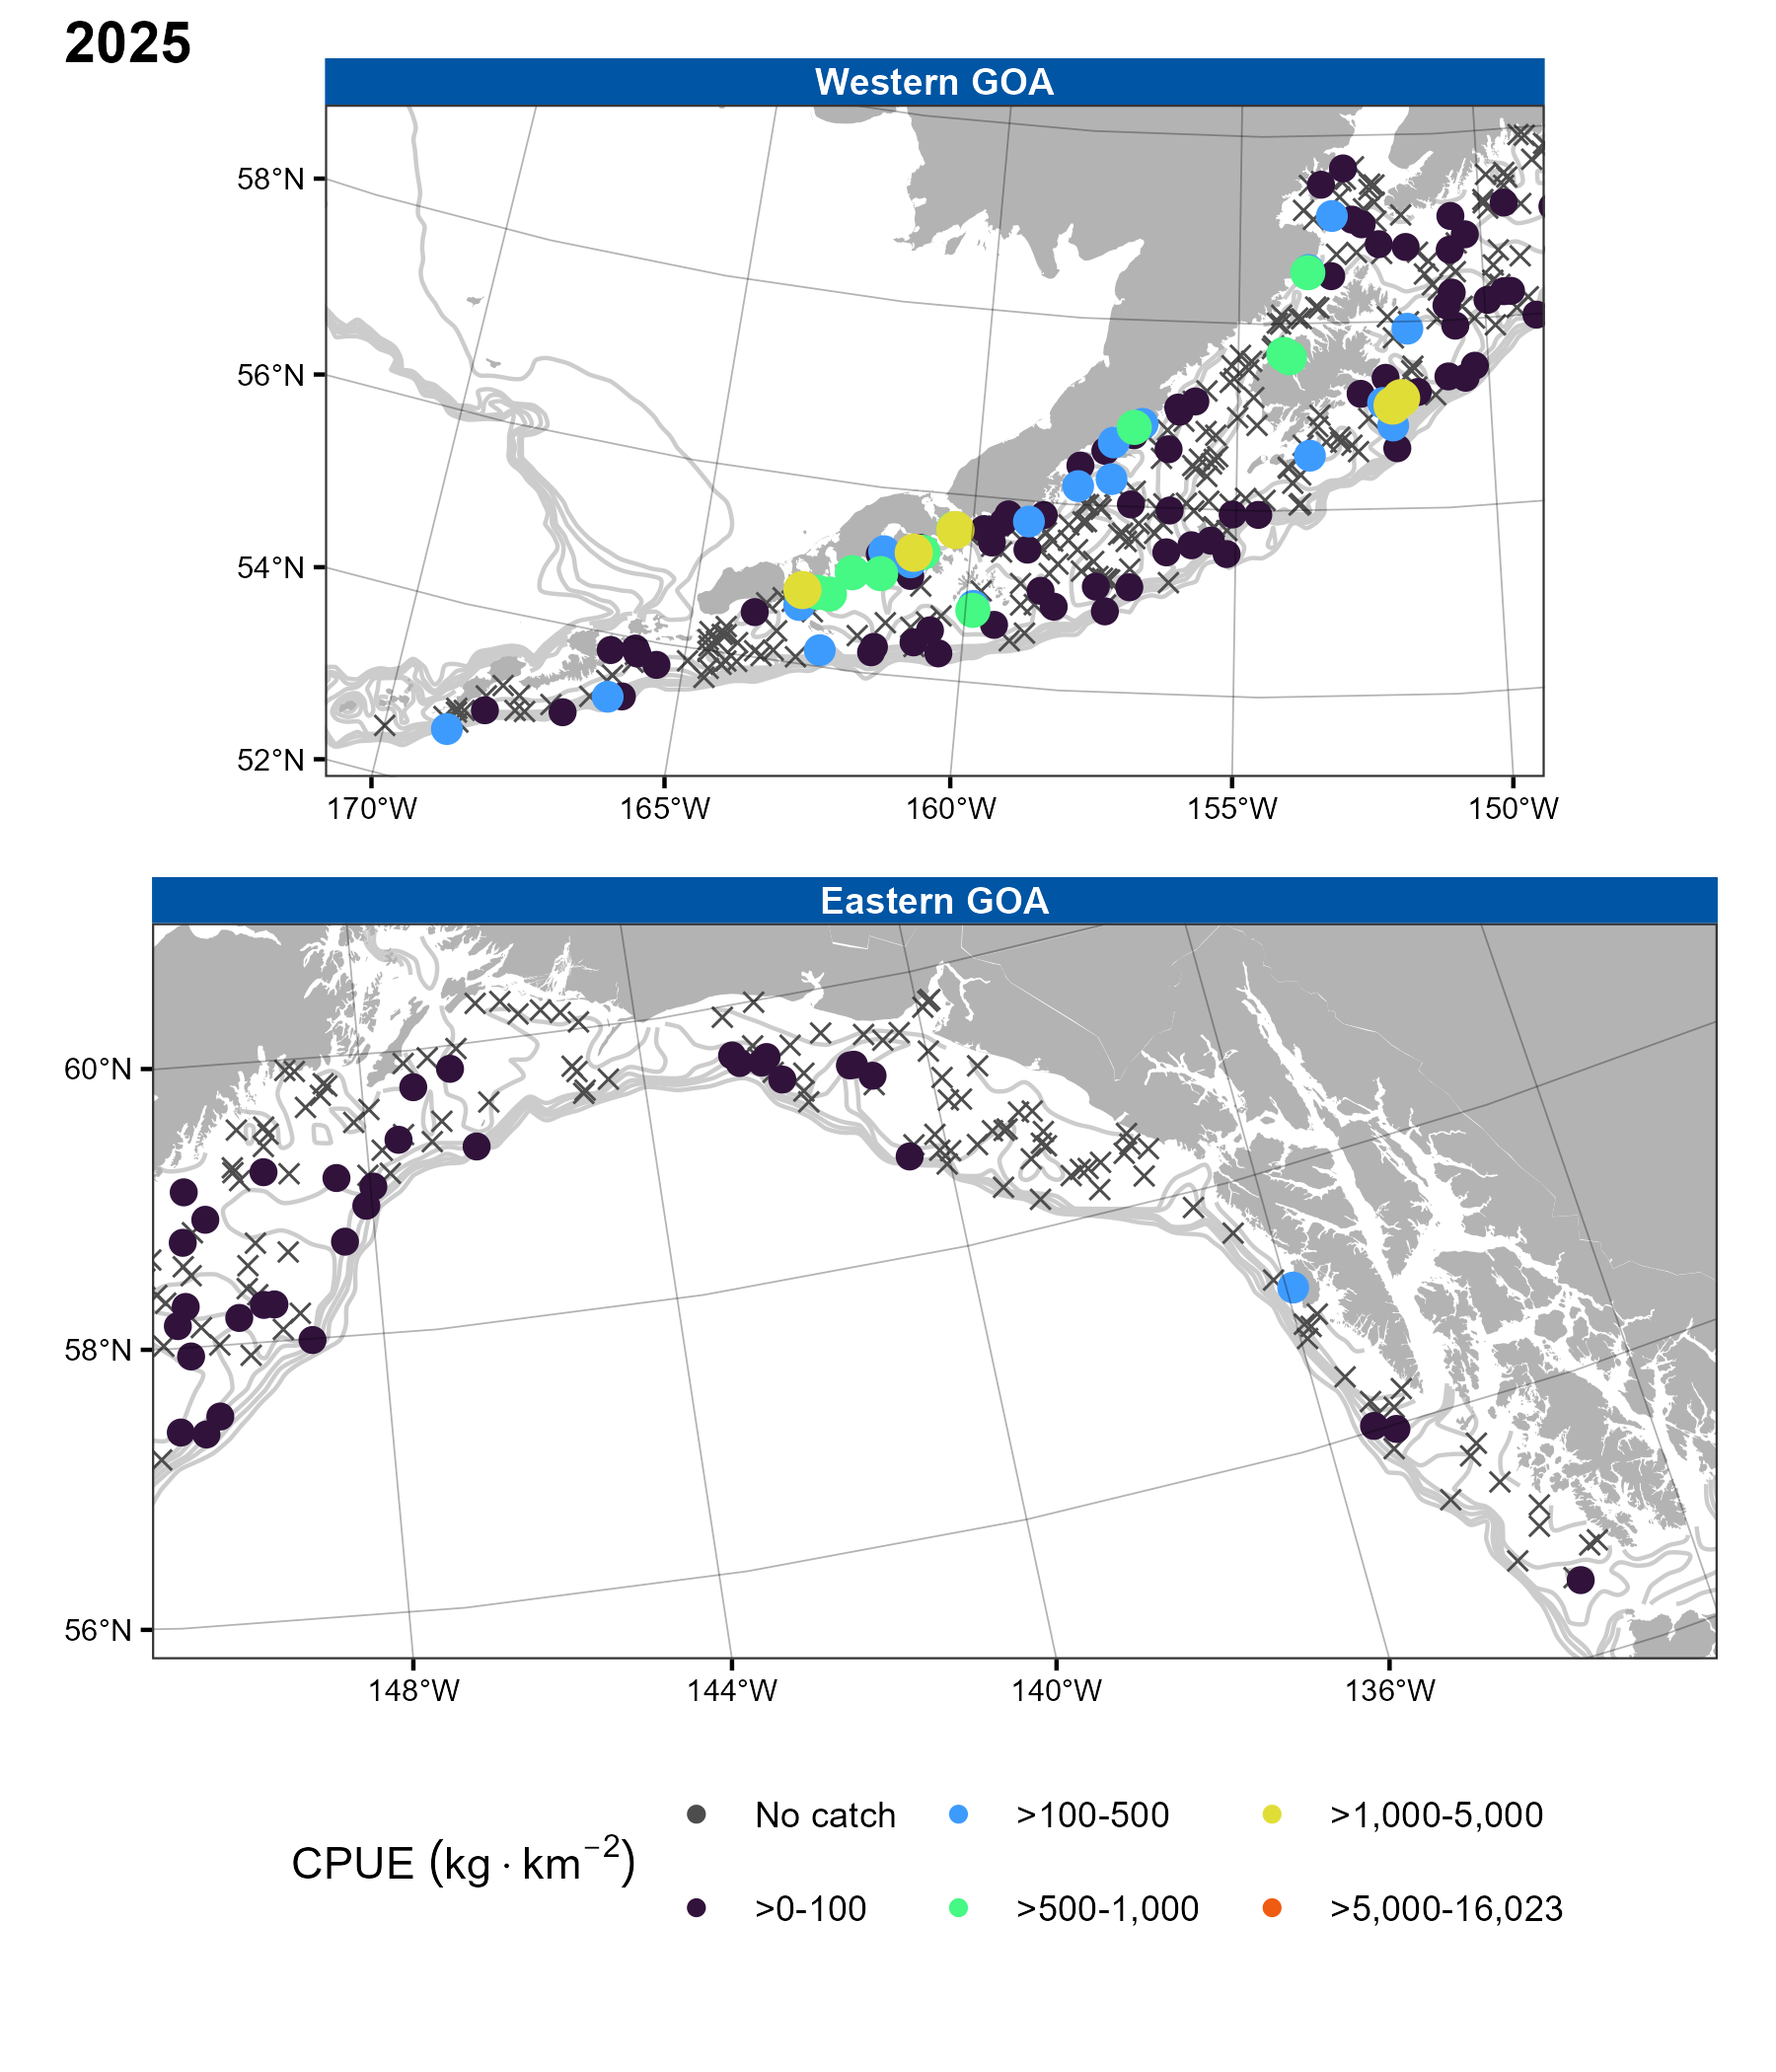 2025
Western GOA
58°N
56°N
54°N
52°N
170°W 165°W 160°W 155°W 150°W
Eastern GOA
60°N
58°N
56°N
148°W 144°W 140°W 136°W
CPUE (kg · km⁻²)
No catch >100-500 >1,000-5,000
>0-100 >500-1,000 >5,000-16,023